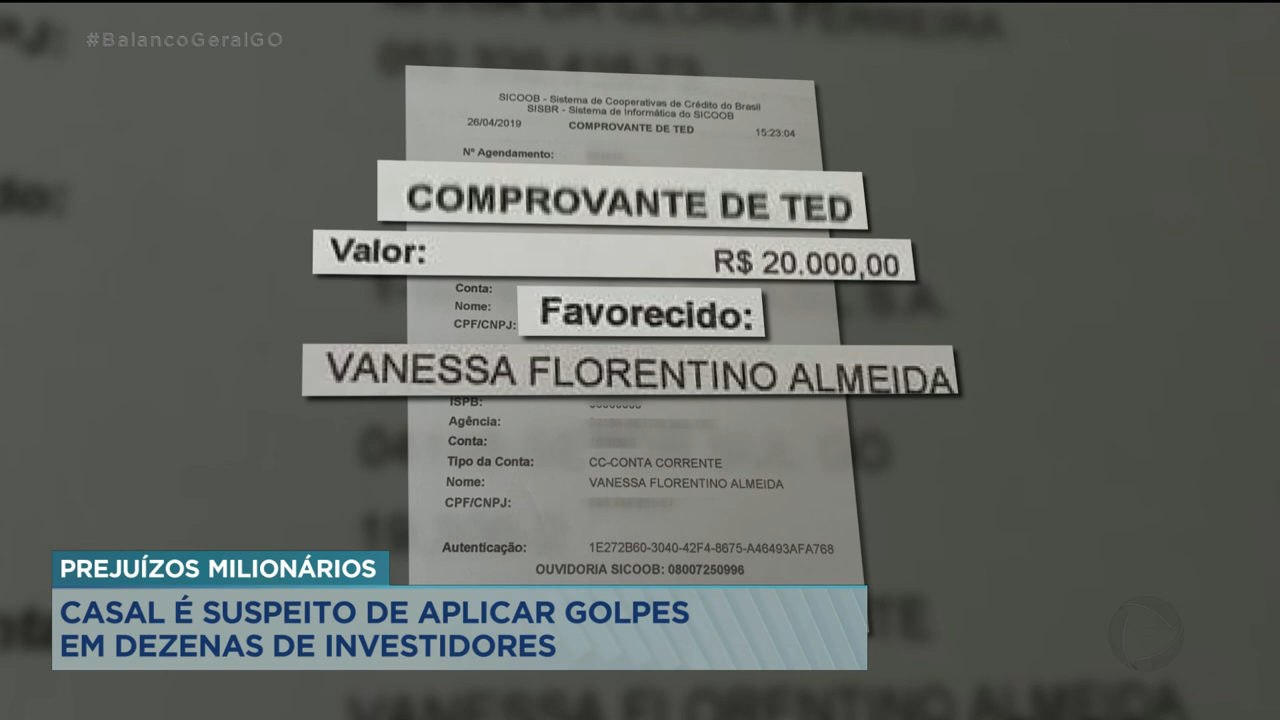 #BalancoGeralGO
SICOOB - Sistema de Cooperativas de Crédito do Brasil
SISBR - Sistema de Informática do SICOOB
26/04/2019 COMPROVANTE DE TED 15:23:04
Nº Agendamento:
COMPROVANTE DE TED
Valor: R$ 20.000,00
Conta:
Nome:
CPF/CNPJ:
Favorecido:
VANESSA FLORENTINO ALMEIDA
ISPB:
Agência:
Conta:
Tipo da Conta: CC-CONTA CORRENTE
Nome: VANESSA FLORENTINO ALMEIDA
CPF/CNPJ:
Autenticação: 1E272B60-3040-42F4-8675-A46493AFA768
OUVIDORIA SICOOB: 08007250996
PREJUÍZOS MILIONÁRIOS
CASAL É SUSPEITO DE APLICAR GOLPES
EM DEZENAS DE INVESTIDORES
VANESSA FLORENTINO ALMEIDA